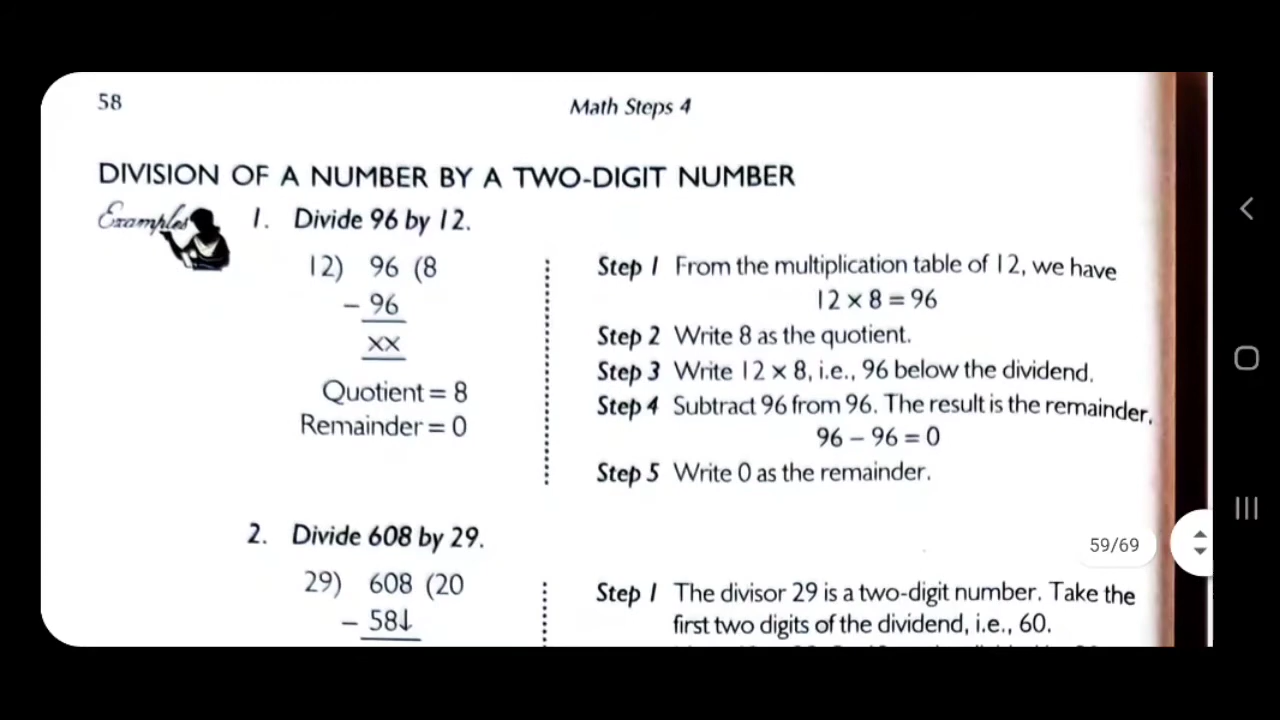 58
Math Steps 4
DIVISION OF A NUMBER BY A TWO-DIGIT NUMBER
Examples
1. Divide 96 by 12.
12) 96 (8
– 96
xx
Quotient = 8
Remainder = 0
Step 1 From the multiplication table of 12, we have
12 × 8 = 96
Step 2 Write 8 as the quotient.
Step 3 Write 12 × 8, i.e., 96 below the dividend.
Step 4 Subtract 96 from 96. The result is the remainder.
96 – 96 = 0
Step 5 Write 0 as the remainder.
2. Divide 608 by 29.
29) 608 (20
– 58↓
59/69
Step 1 The divisor 29 is a two-digit number. Take the
first two digits of the dividend, i.e., 60.